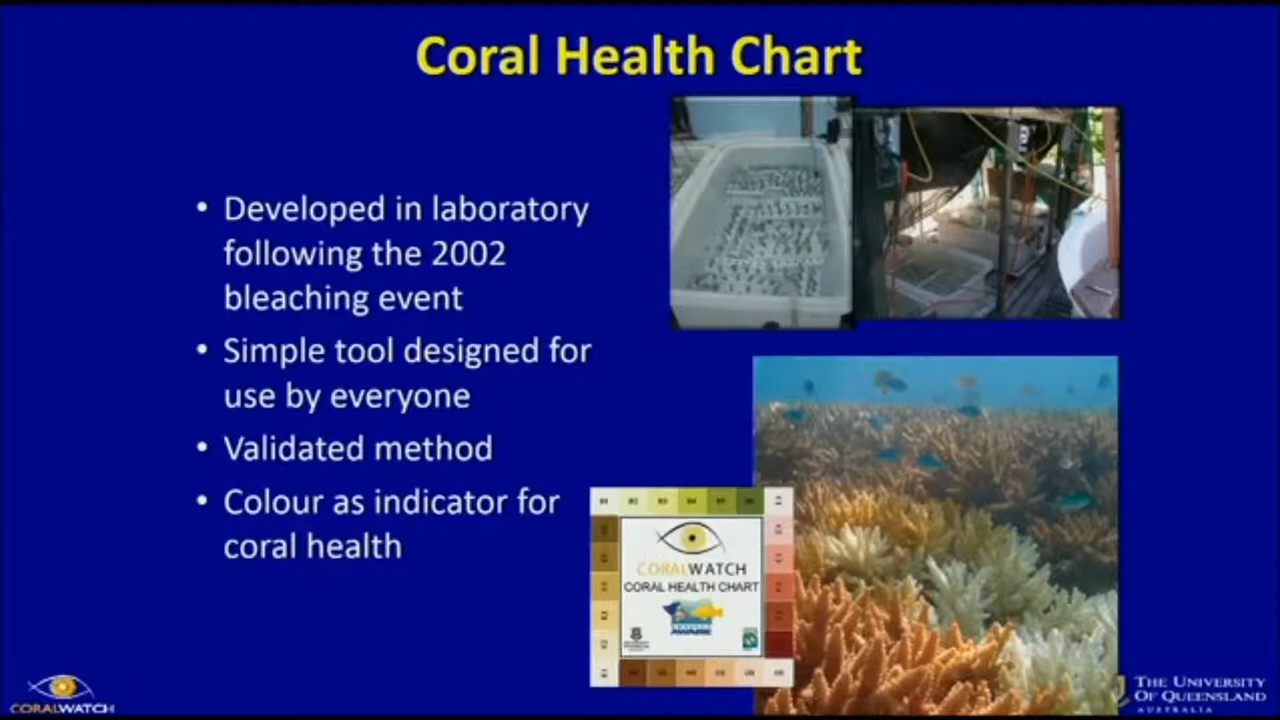 Coral Health Chart
• Developed in laboratory
following the 2002
bleaching event
• Simple tool designed for
use by everyone
• Validated method
• Colour as indicator for
coral health
CORALWATCH
CORAL HEALTH CHART
AWARE
CORALWATCH
THE UNIVERSITY
OF QUEENSLAND
AUSTRALIA